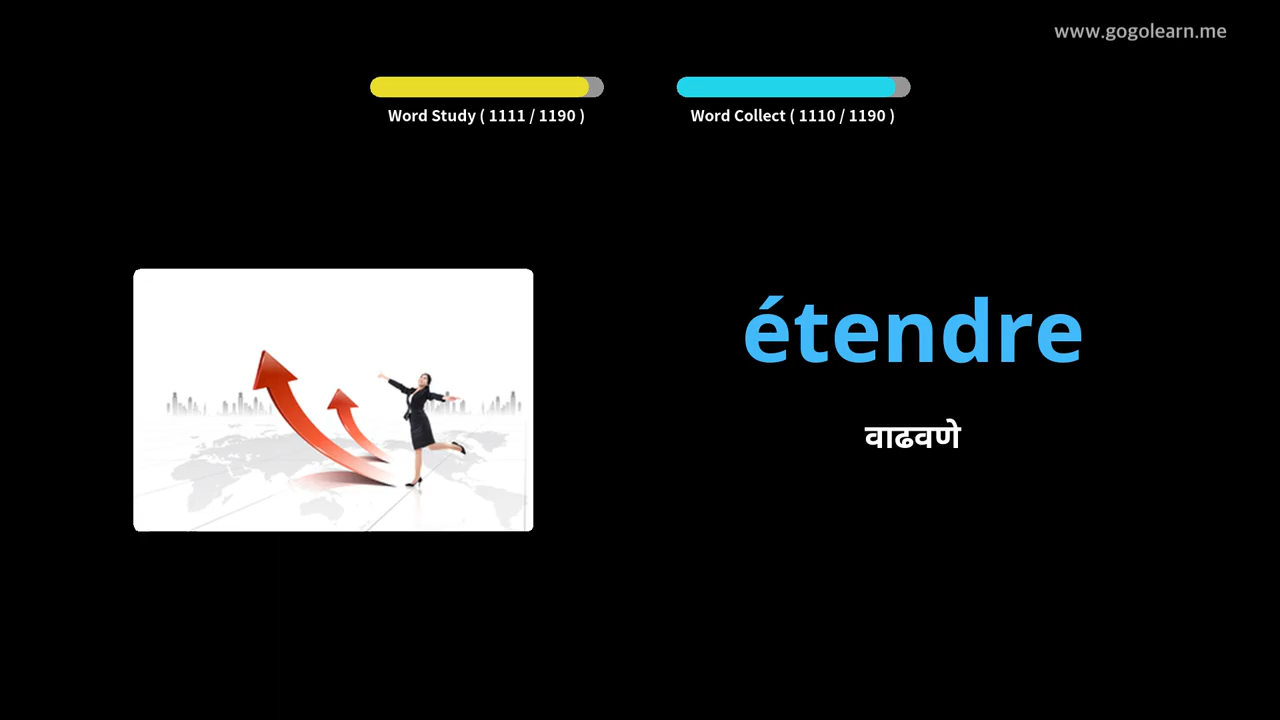 www.gogolearn.me
Word Study ( 1111 / 1190 )
Word Collect ( 1110 / 1190 )
étendre
वाढवणे